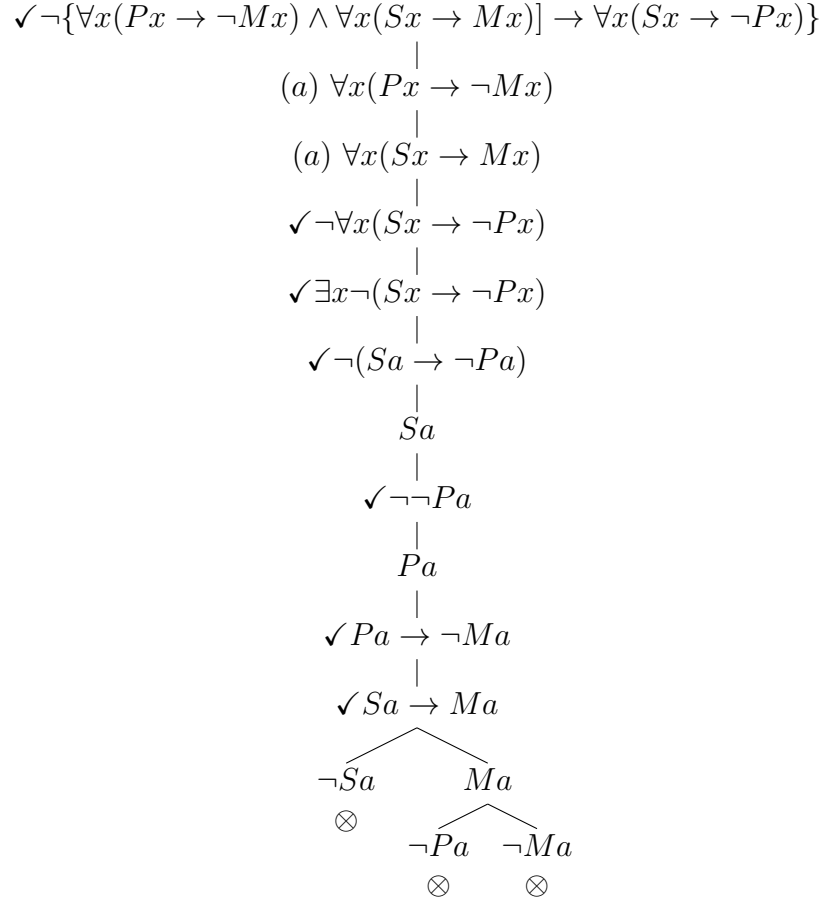 ✓¬{∀x(Px → ¬Mx) ∧ ∀x(Sx → Mx)] → ∀x(Sx → ¬Px)}
(a) ∀x(Px → ¬Mx)
(a) ∀x(Sx → Mx)
✓¬∀x(Sx → ¬Px)
✓∃x¬(Sx → ¬Px)
✓¬(Sa → ¬Pa)
Sa
✓¬¬Pa
Pa
✓Pa → ¬Ma
✓Sa → Ma
¬Sa Ma
⊗
¬Pa ¬Ma
⊗ ⊗